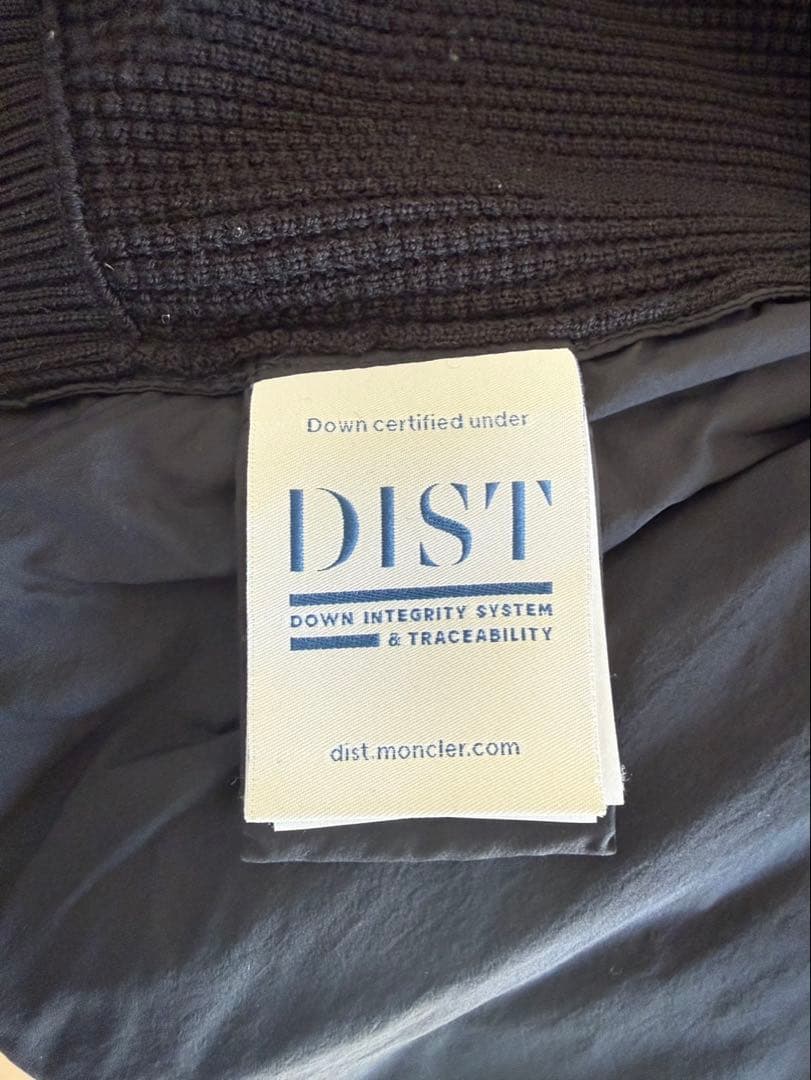 Down certified under
DIST
DOWN INTEGRITY SYSTEM
& TRACEABILITY
dist.moncler.com